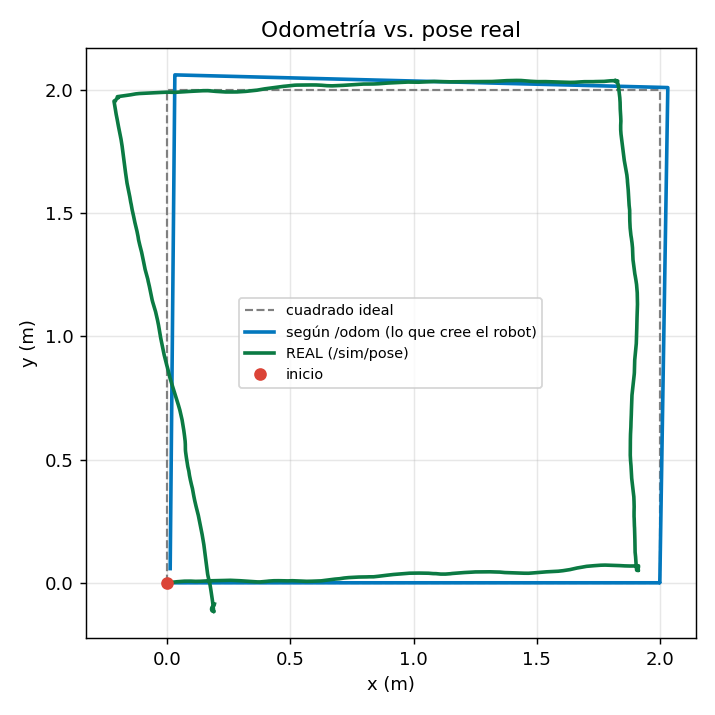 Odometría vs. pose real
2.0
1.5
1.0
0.5
0.0
y (m)
cuadrado ideal
según /odom (lo que cree el robot)
REAL (/sim/pose)
inicio
0.0 0.5 1.0 1.5 2.0
x (m)